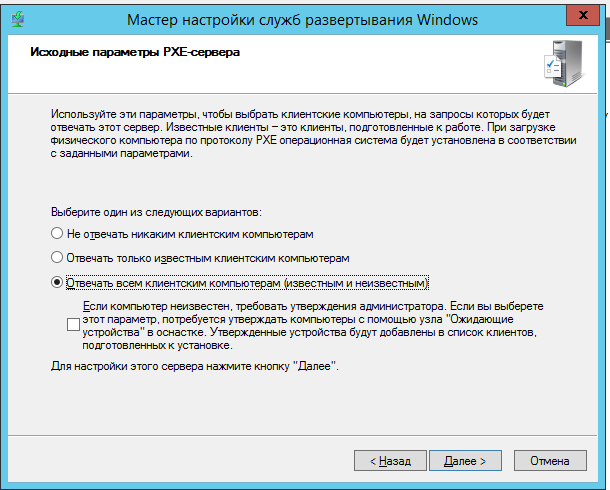 Мастер настройки служб развертывания Windows
x
Исходные параметры PXE-сервера
Используйте эти параметры, чтобы выбрать клиентские компьютеры, на запросы которых будет
отвечать этот сервер. Известные клиенты – это клиенты, подготовленные к работе. При загрузке
физического компьютера по протоколу PXE операционная система будет установлена в соответствии
с заданными параметрами.
Выберите один из следующих вариантов:
Не отвечать никаким клиентским компьютерам
Отвечать только известным клиентским компьютерам
Отвечать всем клиентским компьютерам (известным и неизвестным)
Если компьютер неизвестен, требовать утверждения администратора. Если вы выберете
этот параметр, потребуется утверждать компьютеры с помощью узла "Ожидающие
устройства" в оснастке. Утвержденные устройства будут добавлены в список клиентов,
подготовленных к установке.
Для настройки этого сервера нажмите кнопку "Далее".
< Назад
Далее >
Отмена